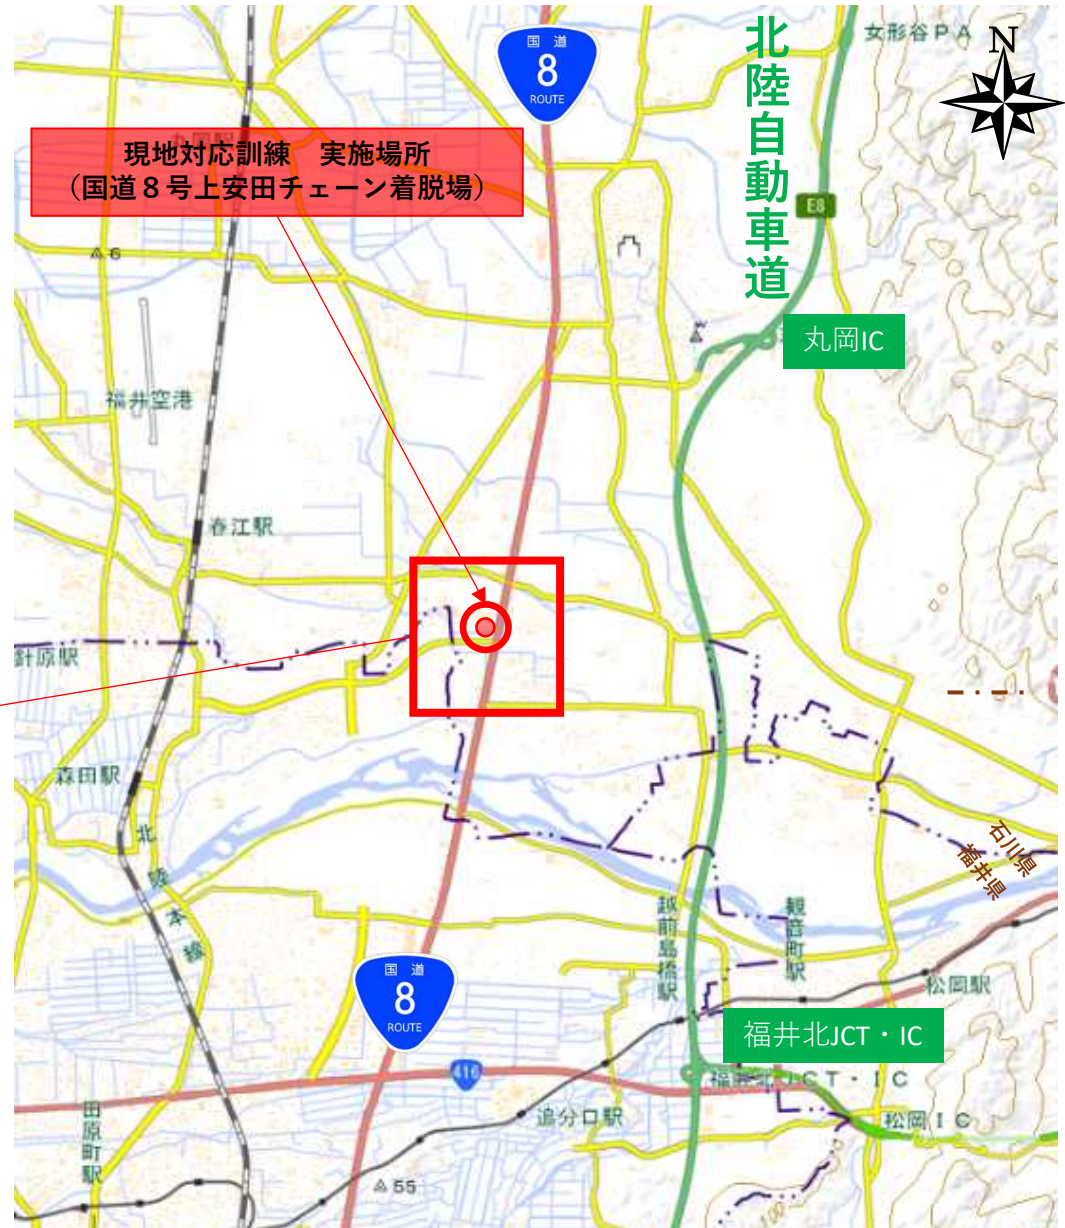 国道
8
ROUTE
北陸自動車道
女形谷PA
N
現地対応訓練　実施場所
（国道８号上安田チェーン着脱場）
E8
6
丸岡IC
福井空港
春江駅
針原駅
森田駅
北陸本線
石川県
福井県
越前島橋駅
観音町駅
松岡駅
国道
8
ROUTE
福井北JCT・IC
416
福井北JCT・IC
追分口駅
松岡IC
田原町駅
55
100